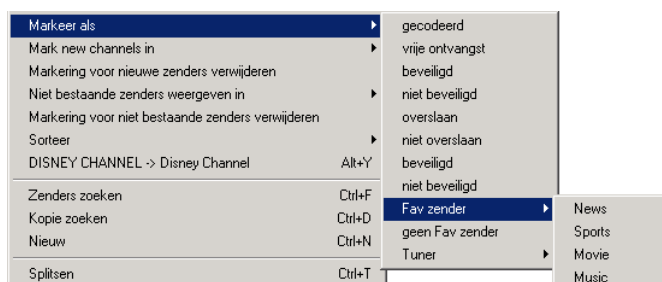 Markeer als
Mark new channels in
Markering voor nieuwe zenders verwijderen
Niet bestaande zenders weergeven in
Markering voor niet bestaande zenders verwijderen
Sorteer
DISNEY CHANNEL -> Disney Channel Alt+Y
Zenders zoeken Ctrl+F
Kopie zoeken Ctrl+D
Nieuw Ctrl+N
Splitsen Ctrl+T
gecodeerd
vrije ontvangst
beveiligd
niet beveiligd
overslaan
niet overslaan
beveiligd
niet beveiligd
Fav zender
geen Fav zender
Tuner
News
Sports
Movie
Music